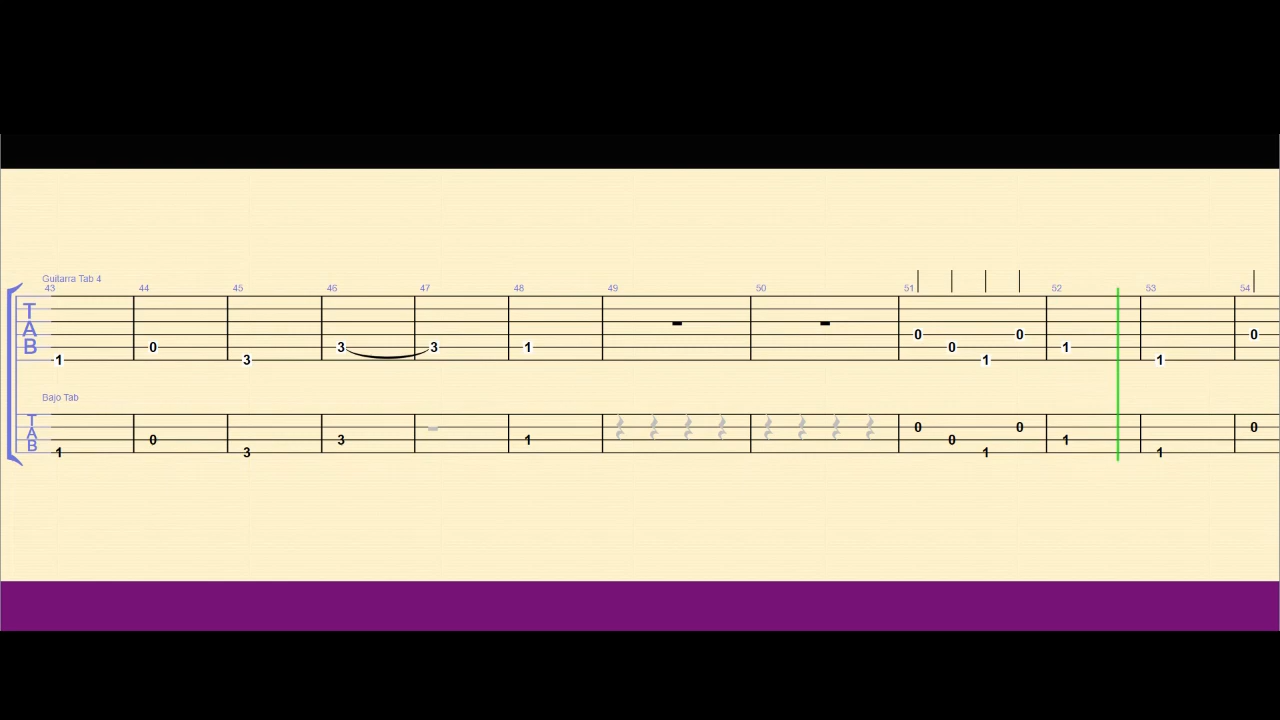 Guitarra Tab 4
43 44 45 46 47 48 49 50 51 52 53 54
T
A
B
0 0 0
0 3 3 1 0 1
1 3 1 1
Bajo Tab
T
A
B
0 0 0
0 3 1 0 1
1 3 1 1